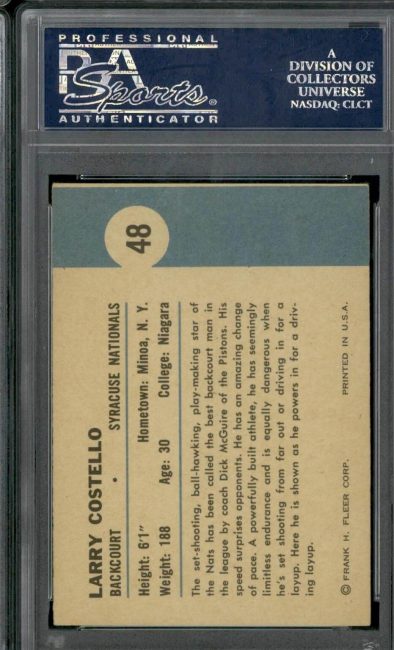 PROFESSIONAL
PSA
Sports
AUTHENTICATOR
A
DIVISION OF
COLLECTORS
UNIVERSE
NASDAQ: CLCT
48
LARRY COSTELLO
BACKCOURT • SYRACUSE NATIONALS
Height: 6'1" Hometown: Minoa, N. Y.
Weight: 188 Age: 30 College: Niagara
The set-shooting, ball-hawking, play-making star of
the Nats has been called the best backcourt man in
the league by coach Dick McGuire of the Pistons. His
speed surprises opponents. He has an amazing change
of pace. A powerfully built athlete, he has seemingly
limitless endurance and is equally dangerous when
he's set shooting from far out or driving in for a
layup. Here he is shown as he powers in for a driv-
ing layup.
© FRANK H. FLEER CORP. PRINTED IN U.S.A.